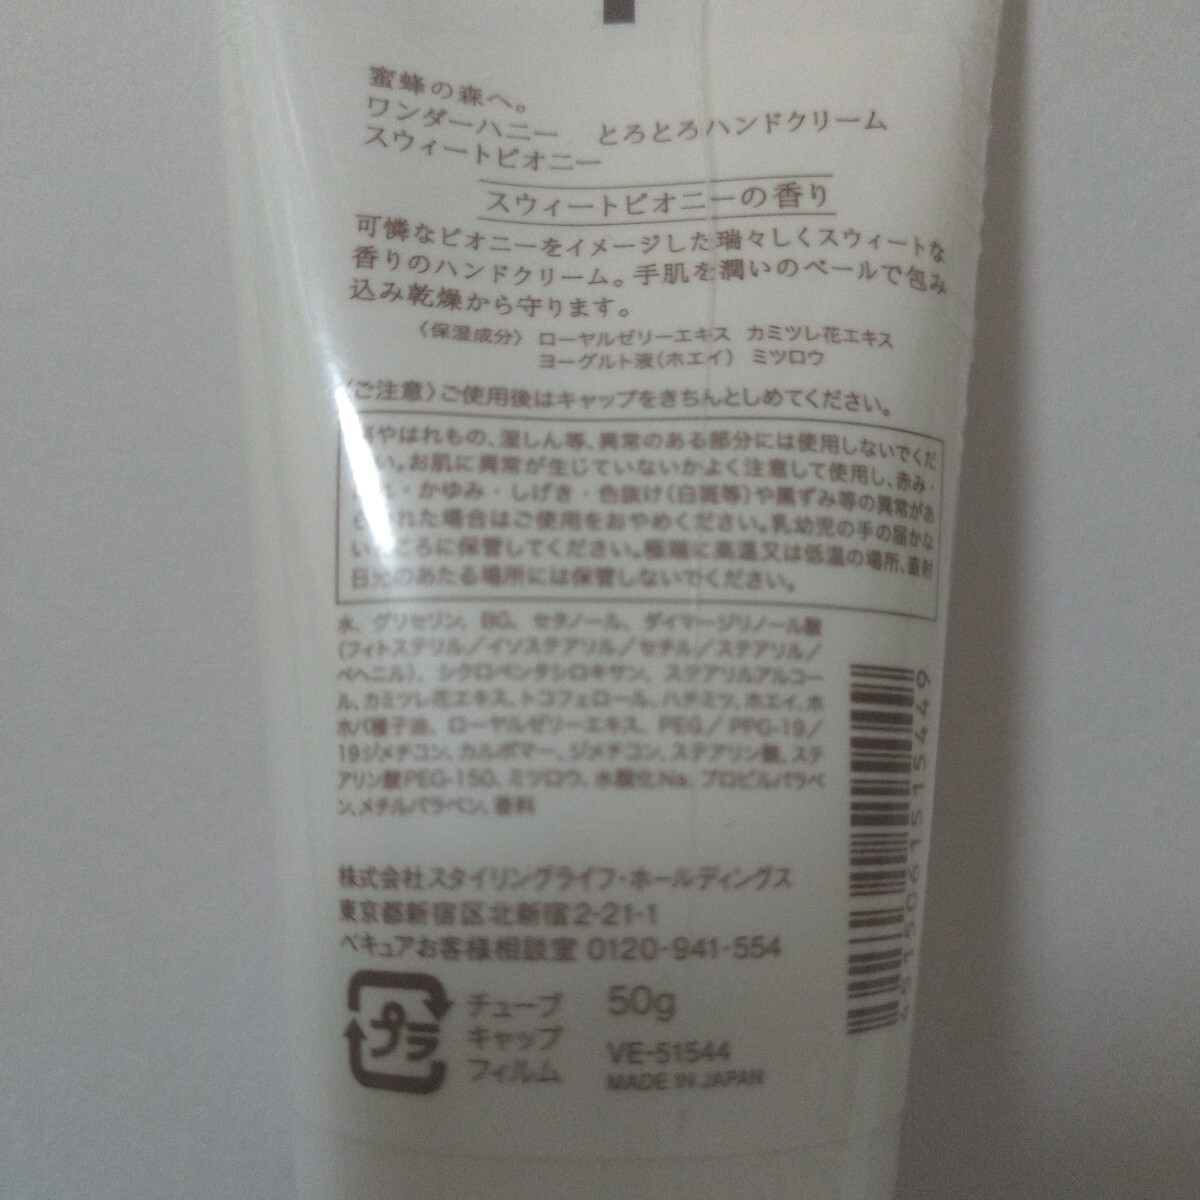 蜜蜂の森へ。
ワンダーハニー とろとろハンドクリーム
スウィートピオニー
スウィートピオニーの香り
可憐なピオニーをイメージした瑞々しくスウィートな
香りのハンドクリーム。手肌を潤いのベールで包み
込み乾燥から守ります。
〈保湿成分〉ローヤルゼリーエキス カミツレ花エキス
ヨーグルト液(ホエイ) ミツロウ
〈ご注意〉ご使用後はキャップをきちんとしめてください。
やはれもの、湿しん等、異常のある部分には使用しないでくだ
い。お肌に異常が生じていないかよく注意して使用し、赤み・
・かゆみ・しげき・色抜け(白斑等)や黒ずみ等の異常があ
れた場合はご使用をおやめください。乳幼児の手の届かな
いところに保管してください。極端に高温又は低温の場所、直射
日光のあたる場所には保管しないでください。
水、グリセリン、BG、セタノール、ダイマージリノール酸
(フィトステリル/イソステアリル/セチル/ステアリル/
ベヘニル)、シクロペンタシロキサン、ステアリルアルコー
ル、カミツレ花エキス、トコフェロール、ハチミツ、ホエイ、ホ
ホバ種子油、ローヤルゼリーエキス、PEG/PPG-19/
19ジメチコン、カルボマー、ジメチコン、ステアリン酸、ステ
アリン酸PEG-150、ミツロウ、水酸化Na、プロピルパラベ
ン、メチルパラベン、香料
株式会社スタイリングライフ・ホールディングス
東京都新宿区北新宿2-21-1
ベキュアお客様相談室 0120-941-554
プラ
チューブ 50g
キャップ
フィルム
VE-51544
MADE IN JAPAN